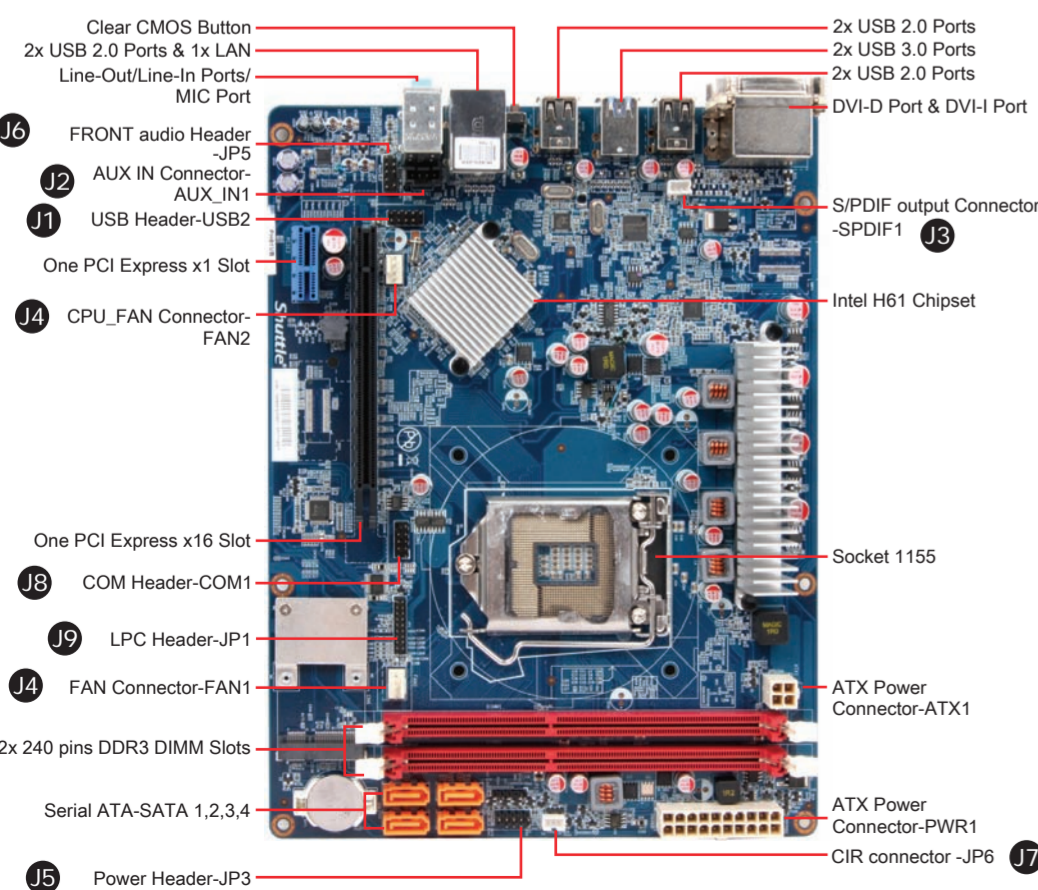 Clear CMOS Button
2x USB 2.0 Ports & 1x LAN
Line-Out/Line-In Ports/
MIC Port
J6
FRONT audio Header
-JP5
J2
AUX IN Connector-
AUX_IN1
J1
USB Header-USB2
One PCI Express x1 Slot
J4
CPU_FAN Connector-
FAN2
One PCI Express x16 Slot
J8
COM Header-COM1
J9
LPC Header-JP1
J4
FAN Connector-FAN1
2x 240 pins DDR3 DIMM Slots
Serial ATA-SATA 1,2,3,4
J5
Power Header-JP3
2x USB 2.0 Ports
2x USB 3.0 Ports
2x USB 2.0 Ports
DVI-D Port & DVI-I Port
S/PDIF output Connector
-SPDIF1
J3
Intel H61 Chipset
Socket 1155
ATX Power
Connector-ATX1
ATX Power
Connector-PWR1
CIR connector -JP6
J7
Shuttle
Pb